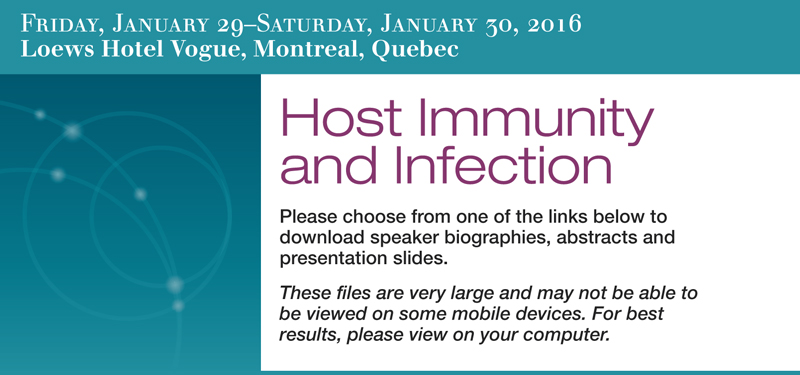 Friday, January 29–Saturday, January 30, 2016
Loews Hotel Vogue, Montreal, Quebec
Host Immunity
and Infection
Please choose from one of the links below to
download speaker biographies, abstracts and
presentation slides.
These files are very large and may not be able to
be viewed on some mobile devices. For best
results, please view on your computer.